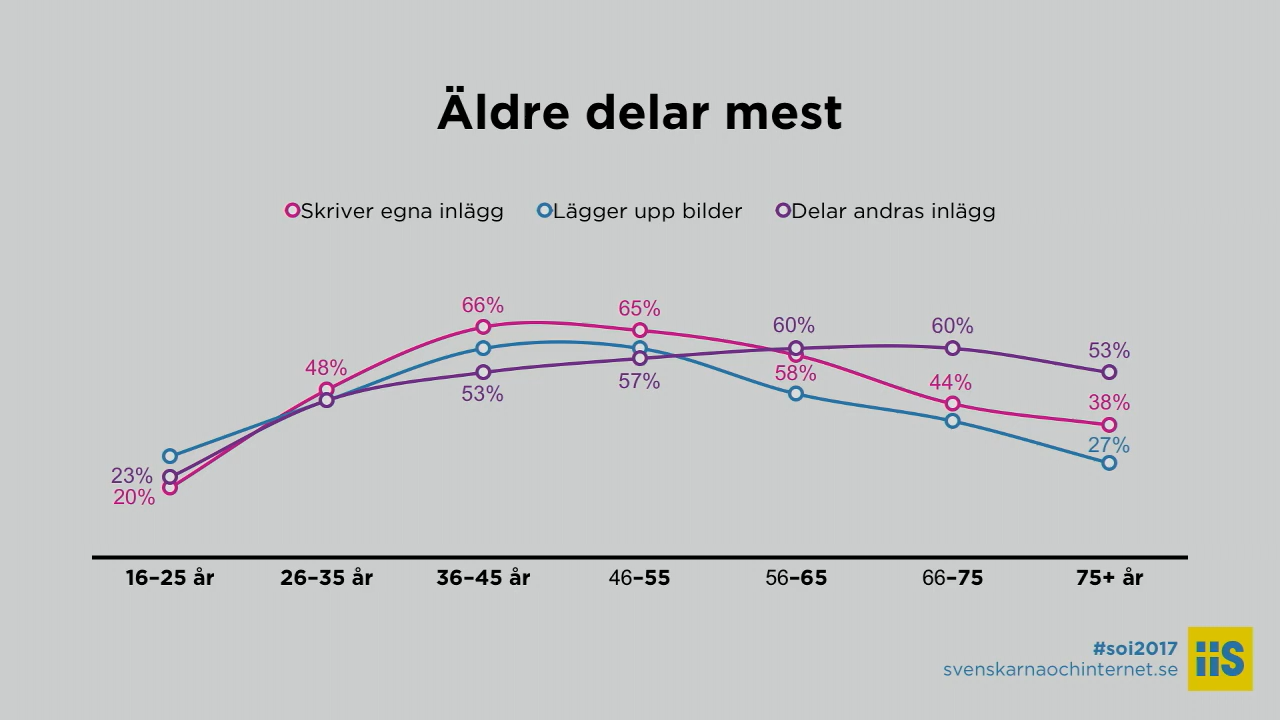 Äldre delar mest
Skriver egna inlägg Lägger upp bilder Delar andras inlägg
66% 65% 60% 60% 53%
48% 53% 57% 58% 44% 38%
27%
23%
20%
16–25 år 26–35 år 36–45 år 46–55 56–65 66–75 75+ år
#soi2017
svenskarnaochinternet.se
iis